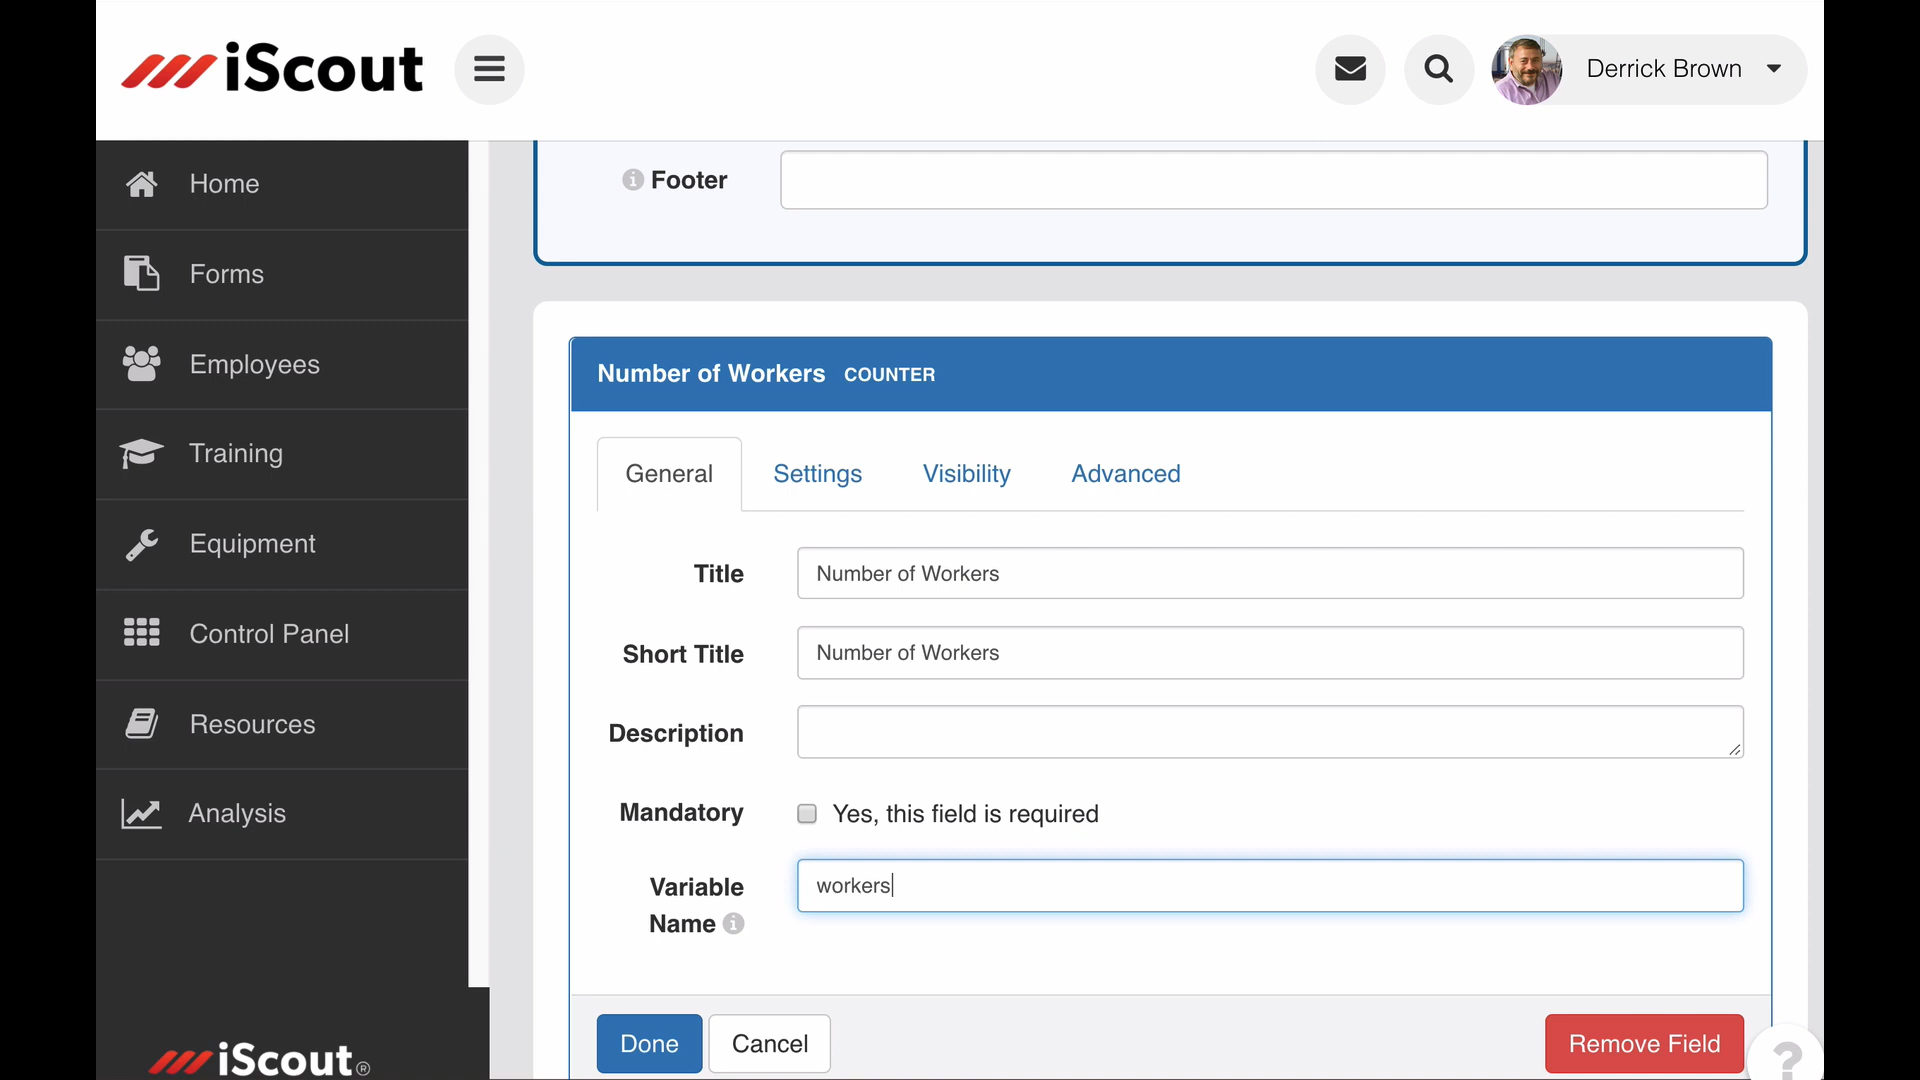 iScout
Derrick Brown
Home
Forms
Employees
Training
Equipment
Control Panel
Resources
Analysis
iScout®
Footer
Number of Workers COUNTER
General Settings Visibility Advanced
Title Number of Workers
Short Title Number of Workers
Description
Mandatory Yes, this field is required
Variable Name workers
Done Cancel Remove Field
?